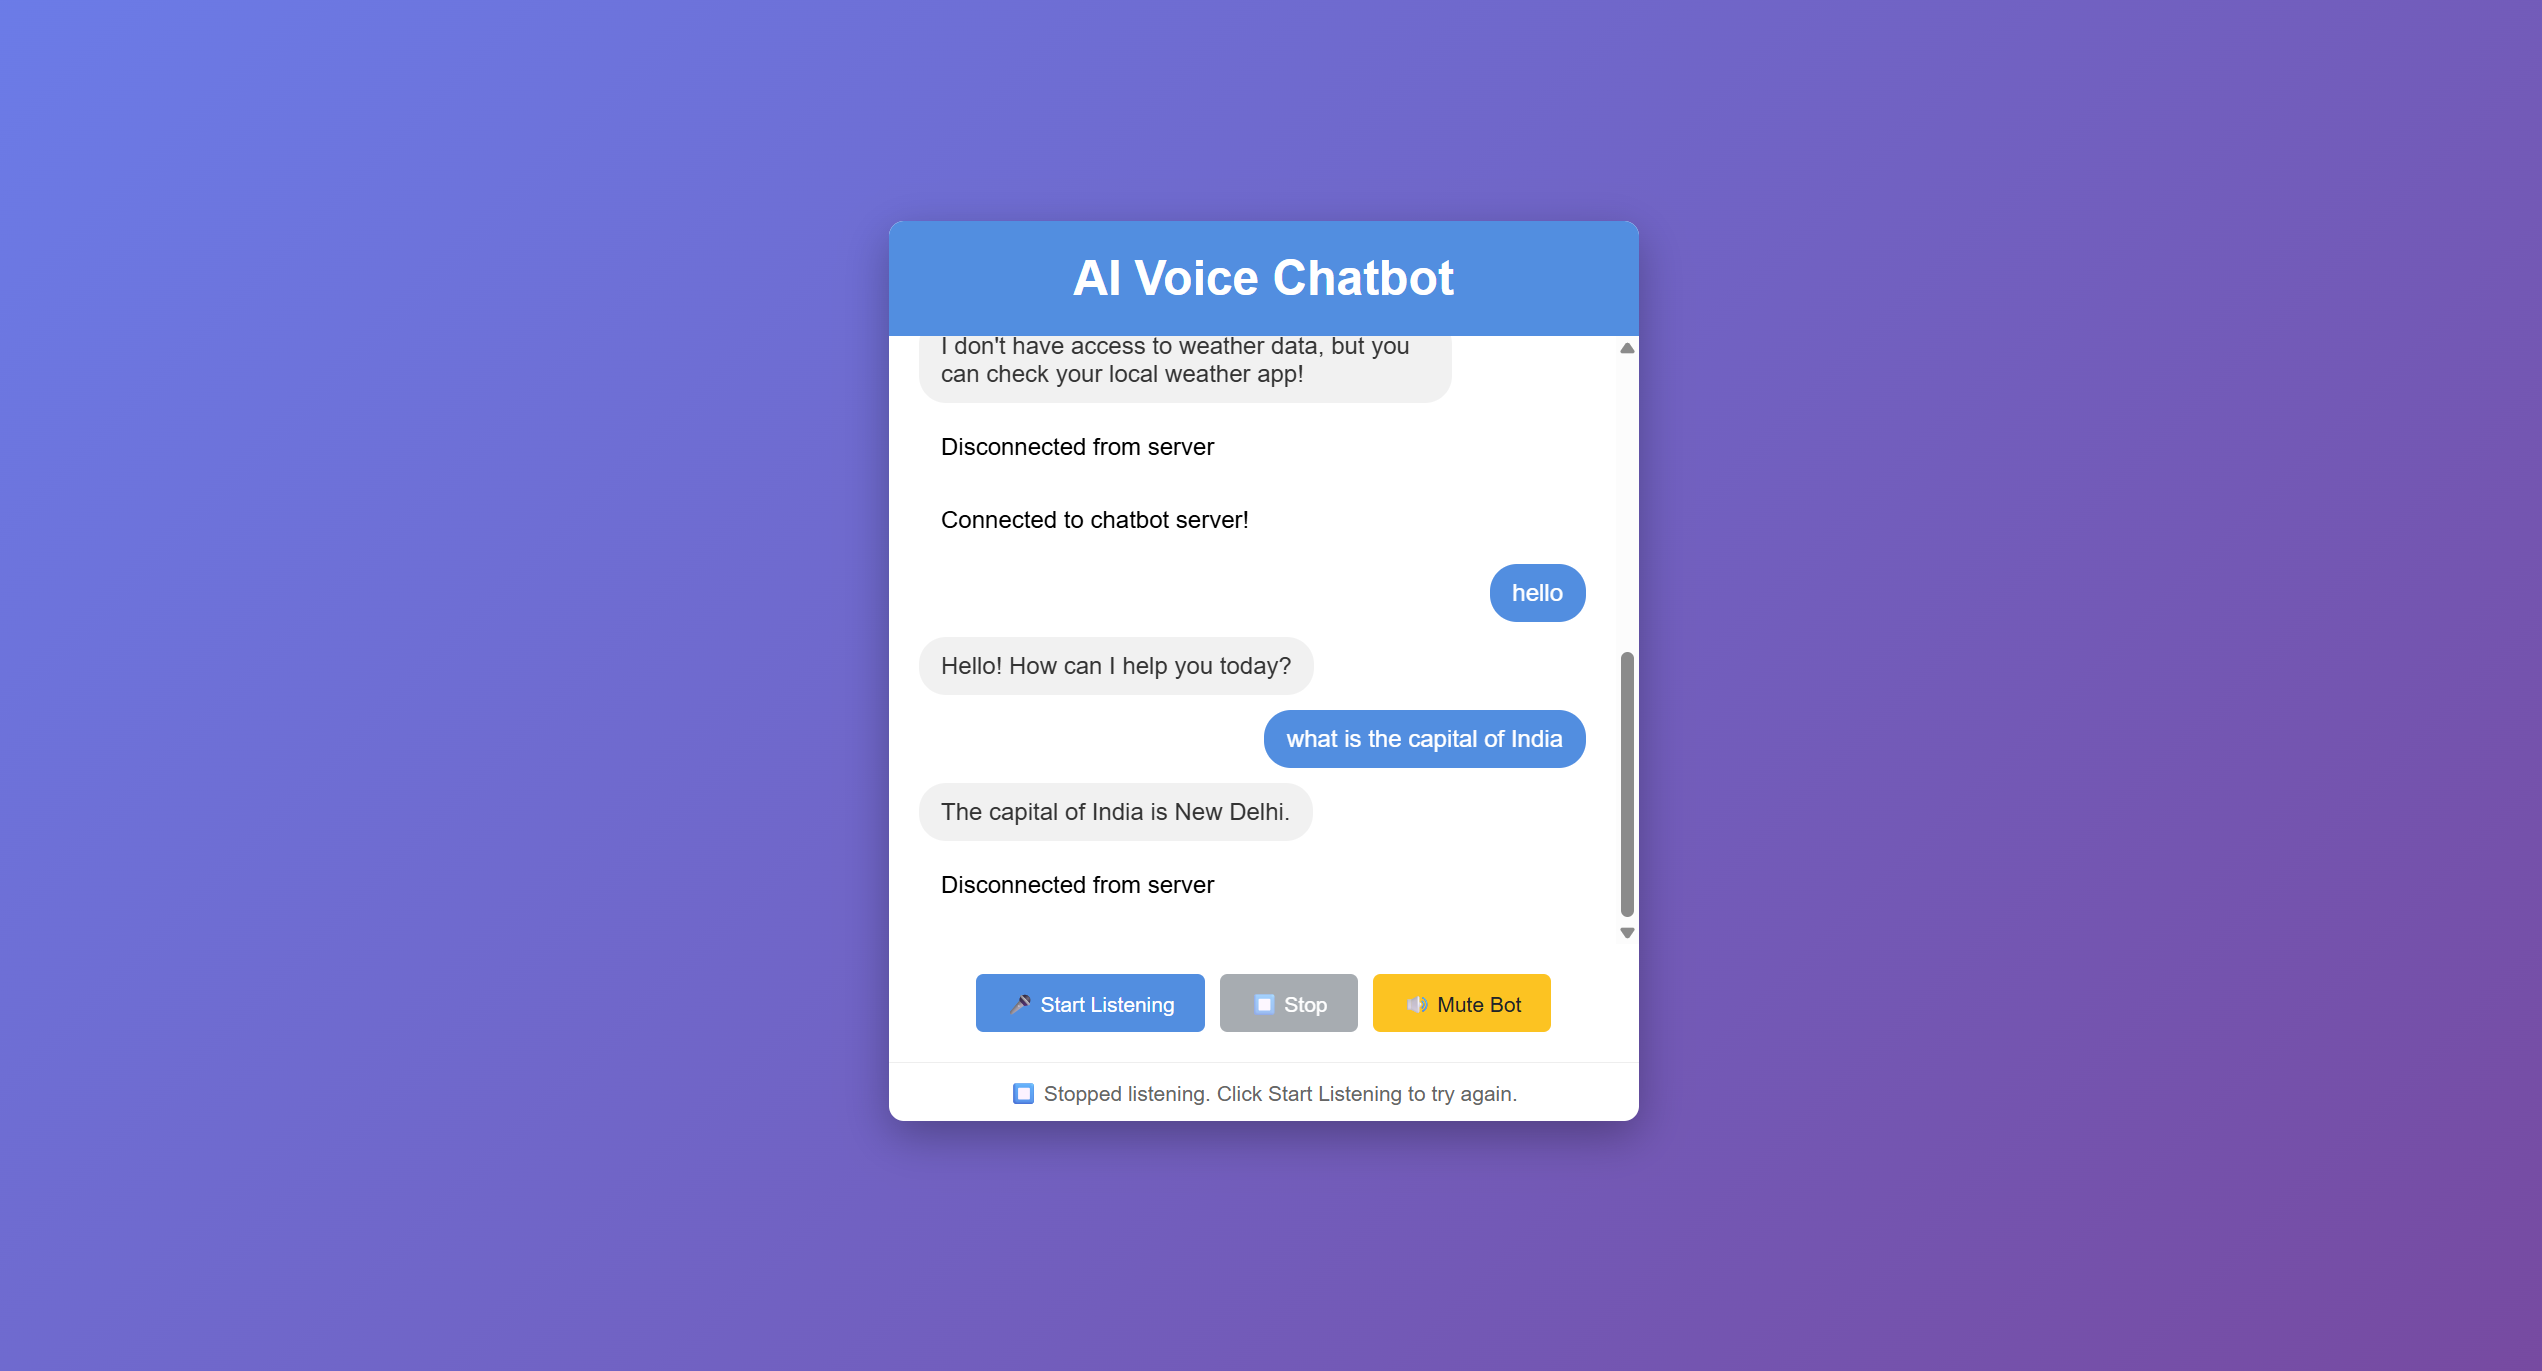 AI Voice Chatbot
I don't have access to weather data, but you
can check your local weather app!
Disconnected from server
Connected to chatbot server!
hello
Hello! How can I help you today?
what is the capital of India
The capital of India is New Delhi.
Disconnected from server
🎤 Start Listening
⏹️ Stop
🔊 Mute Bot
⏹️ Stopped listening. Click Start Listening to try again.